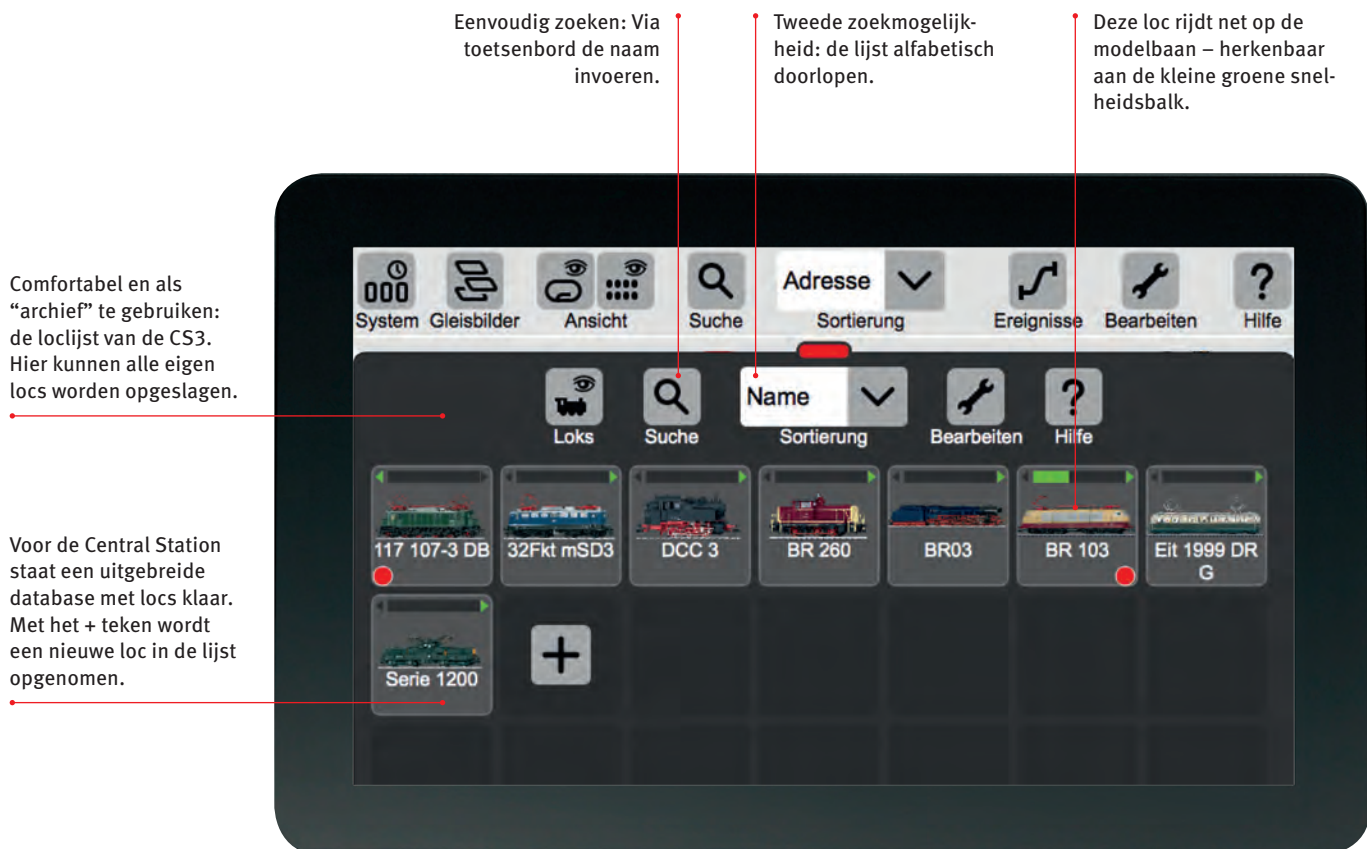 Eenvoudig zoeken: Via
toetsenbord de naam
invoeren.
Tweede zoekmogelijk-
heid: de lijst alfabetisch
doorlopen.
Deze loc rijdt net op de
modelbaan – herkenbaar
aan de kleine groene snel-
heidsbalk.
Comfortabel en als
“archief” te gebruiken:
de loclijst van de CS3.
Hier kunnen alle eigen
locs worden opgeslagen.
Voor de Central Station
staat een uitgebreide
database met locs klaar.
Met het + teken wordt
een nieuwe loc in de lijst
opgenomen.
Adresse
System Gleisbilder Ansicht Suche Sortierung Ereignisse Bearbeiten Hilfe
Name
Loks Suche Sortierung Bearbeiten Hilfe
117 107-3 DB 32Fkt mSD3 DCC 3 BR 260 BR03 BR 103 Eit 1999 DR
G
Serie 1200